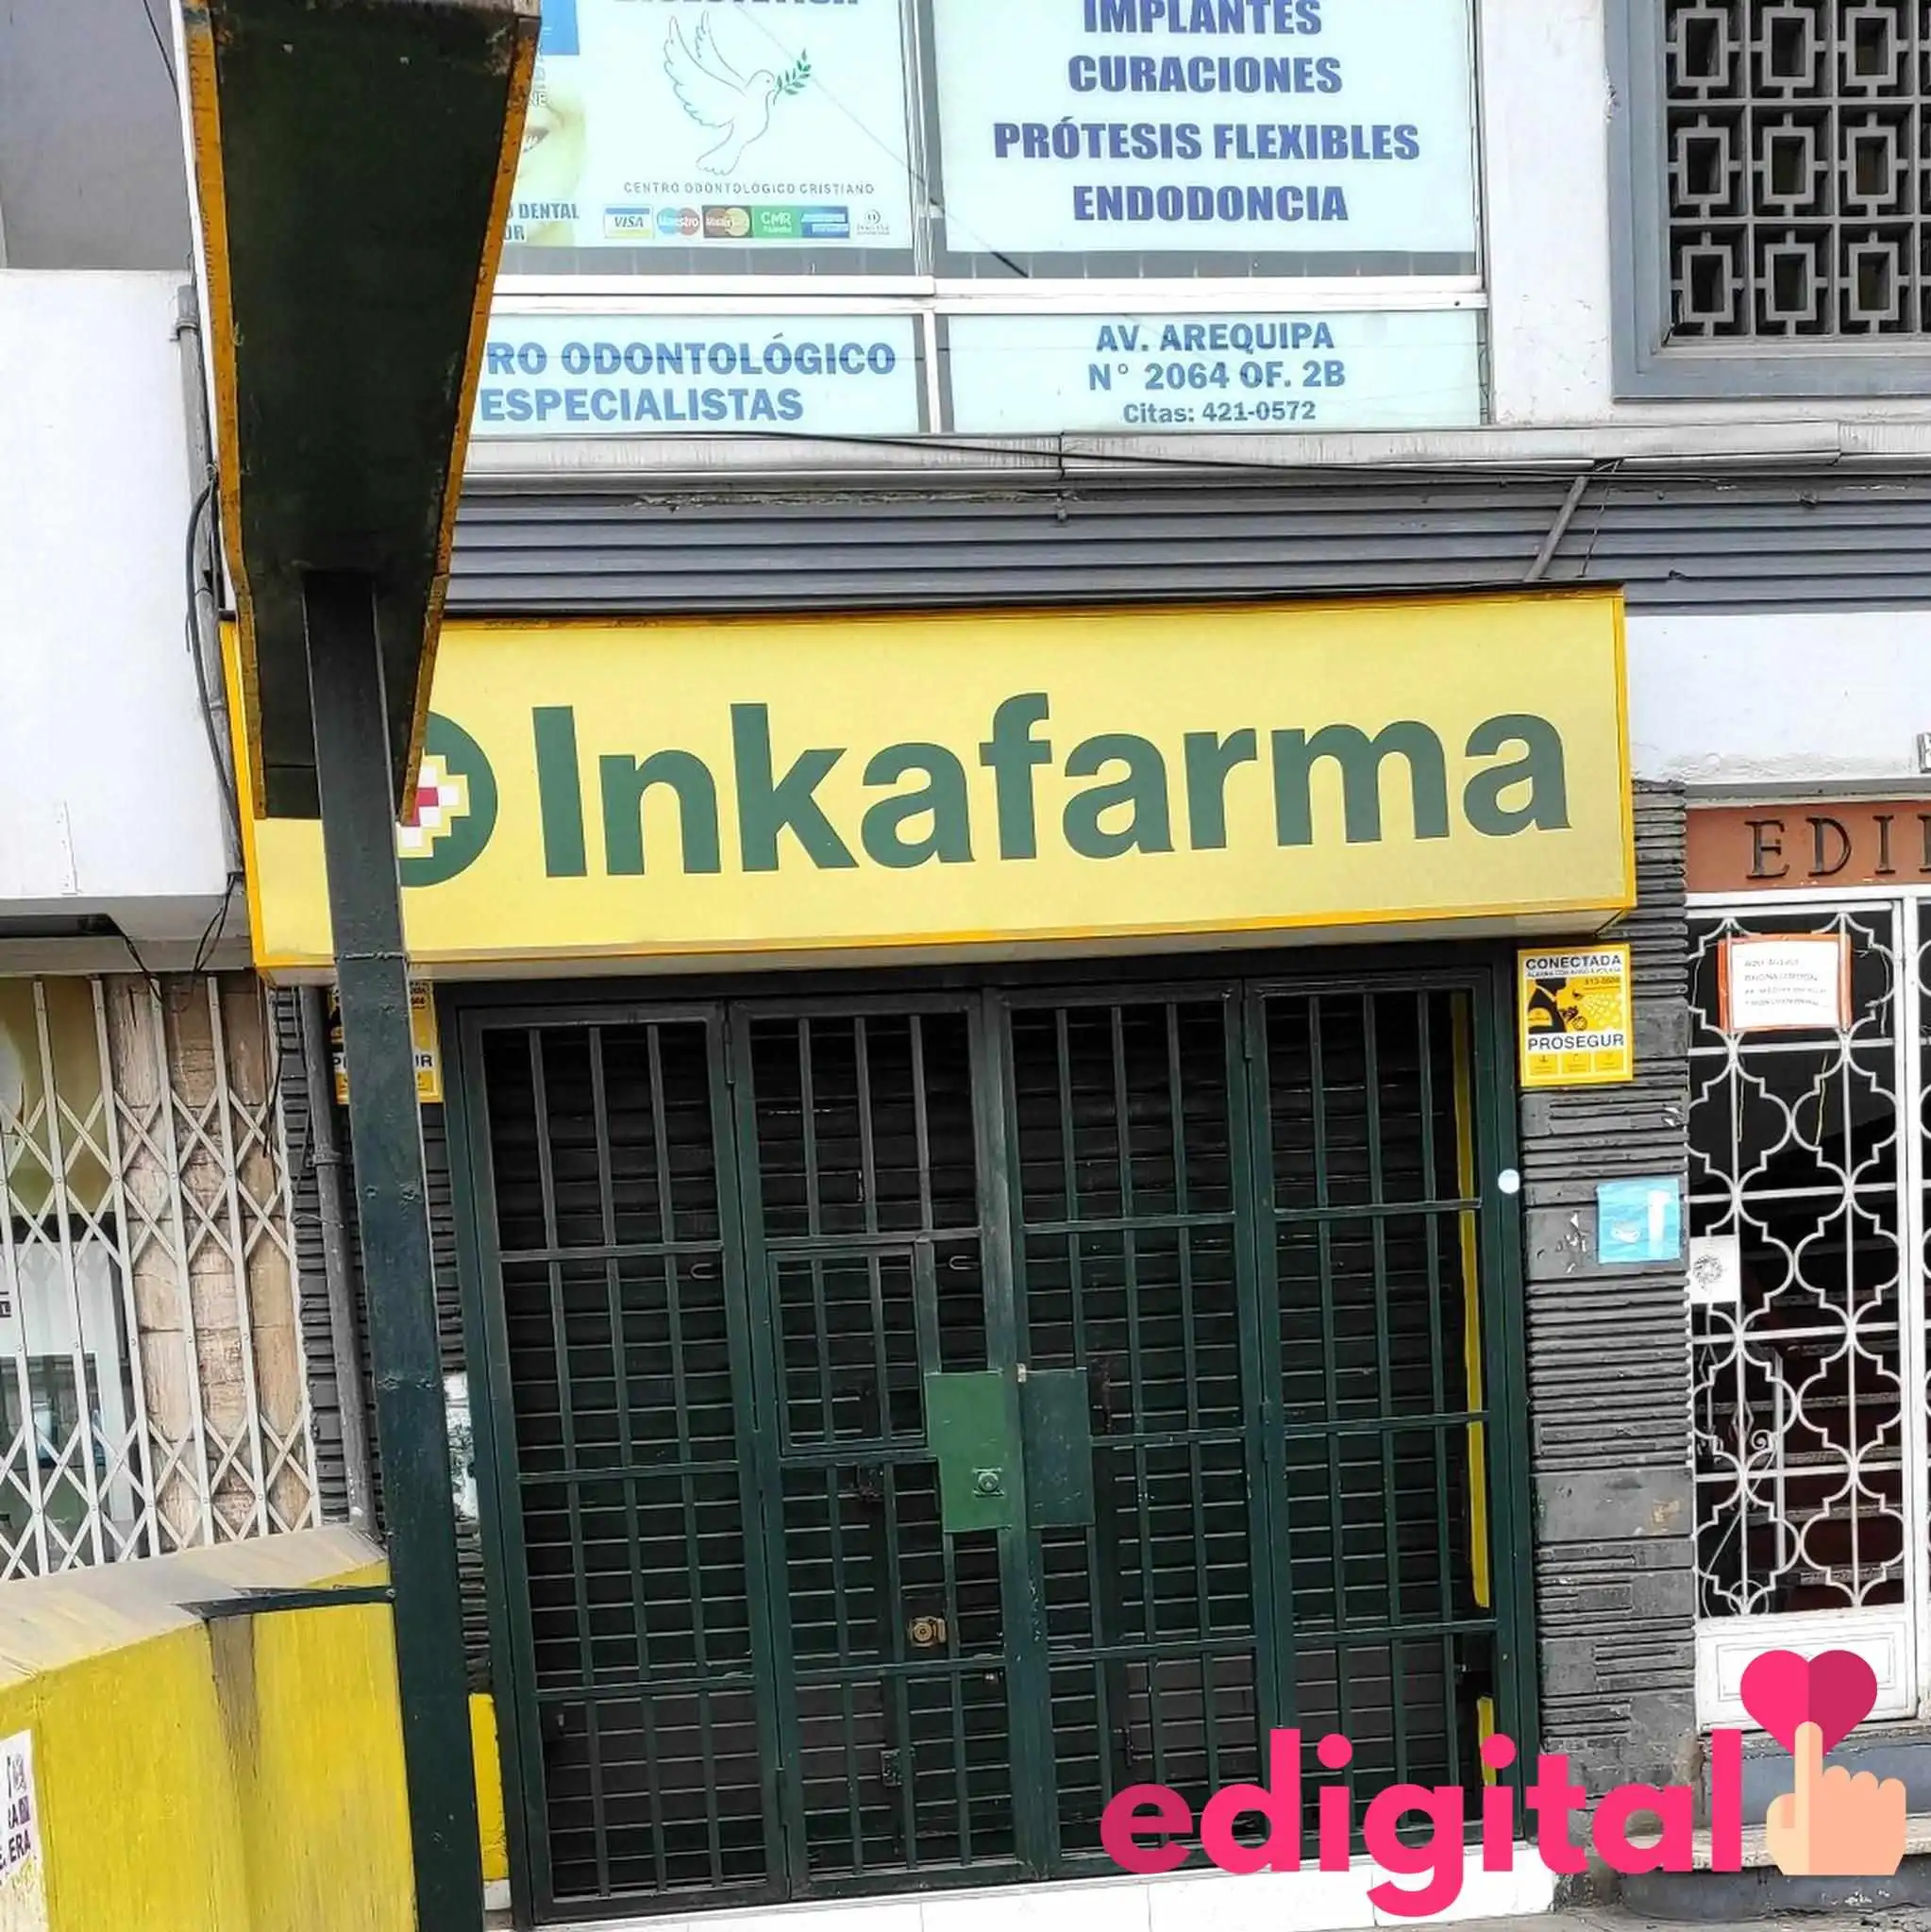 IMPLANTES
CURACIONES
PRÓTESIS FLEXIBLES
ENDODONCIA
CENTRO ODONTOLÓGICO CRISTIANO
DENTAL
VISA Maestro CMR
RO ODONTOLÓGICO
ESPECIALISTAS
AV. AREQUIPA
N° 2064 OF. 2B
Citas: 421-0572
Inkafarma
EDI
CONECTADA
PROSEGUR
edigital